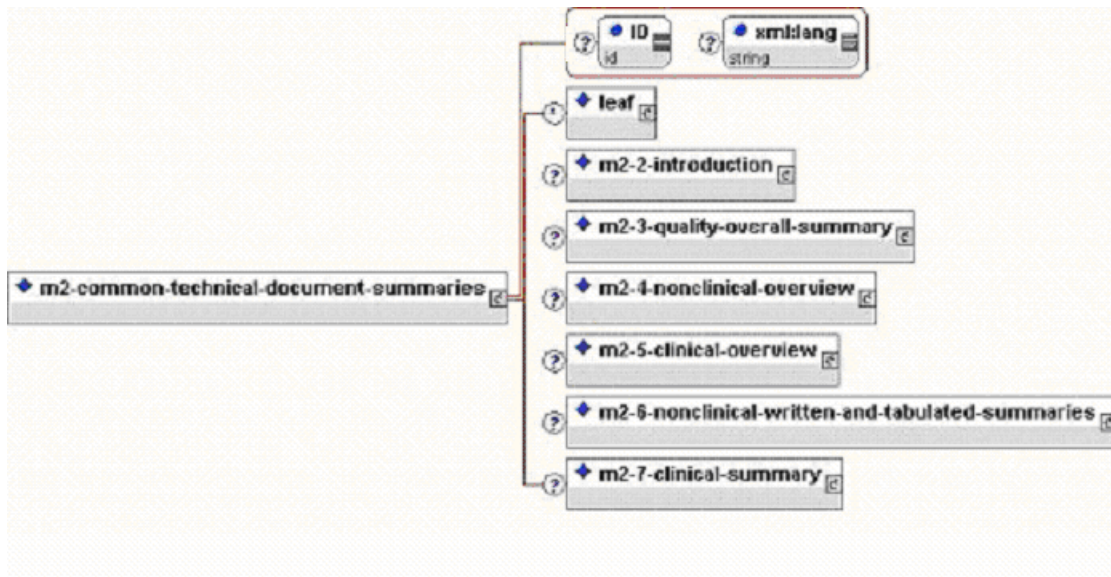 ? ID ? xml:lang
id string
* leaf
? m2-2-introduction
? m2-3-quality-overall-summary
m2-common-technical-document-summaries
? m2-4-nonclinical-overview
? m2-5-clinical-overview
? m2-6-nonclinical-written-and-tabulated-summaries
? m2-7-clinical-summary